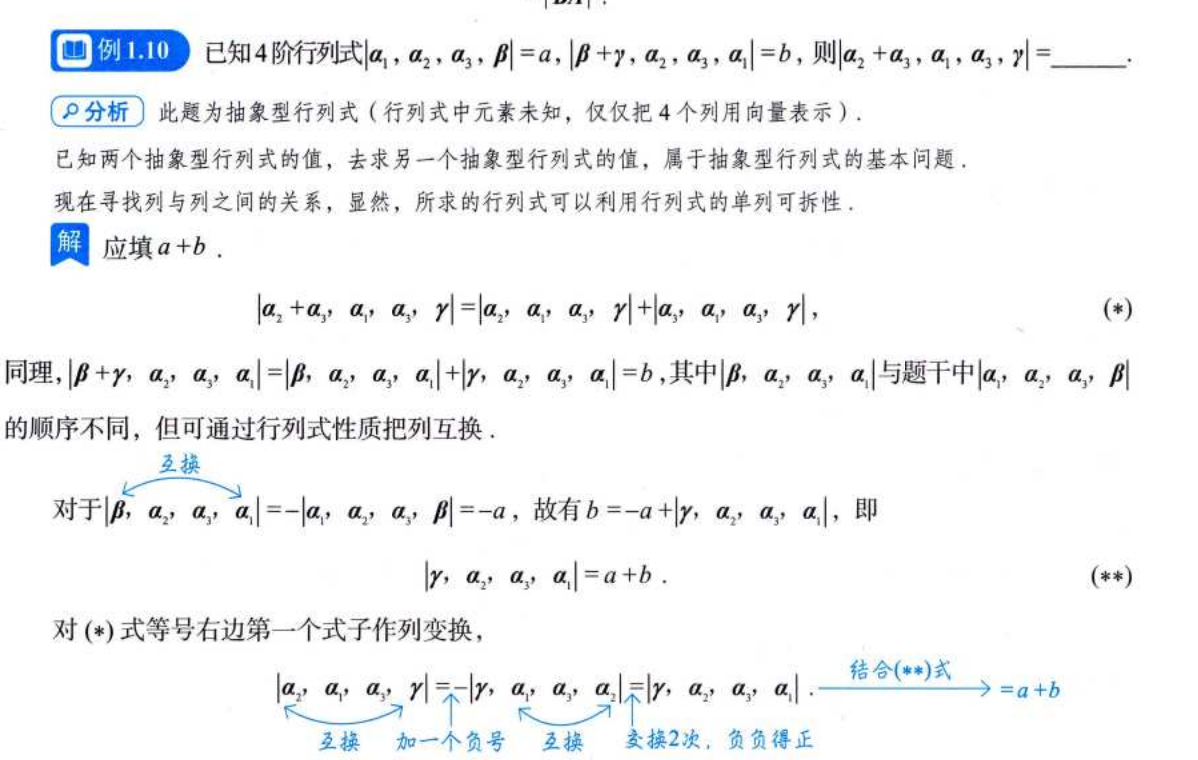 |BA| .
例1.10 已知4阶行列式|α₁, α₂, α₃, β|=a, |β+γ, α₂, α₃, α₁|=b, 则|α₂+α₃, α₁, α₃, γ|=______.
分析 此题为抽象型行列式(行列式中元素未知,仅仅把4个列用向量表示).
已知两个抽象型行列式的值,去求另一个抽象型行列式的值,属于抽象型行列式的基本问题.
现在寻找列与列之间的关系,显然,所求的行列式可以利用行列式的单列可拆性.
解 应填a+b.
|α₂+α₃, α₁, α₃, γ|=|α₂, α₁, α₃, γ|+|α₃, α₁, α₃, γ|, (*)
同理,|β+γ, α₂, α₃, α₁|=|β, α₂, α₃, α₁|+|γ, α₂, α₃, α₁|=b,其中|β, α₂, α₃, α₁|与题干中|α₁, α₂, α₃, β|
的顺序不同,但可通过行列式性质把列互换.
互换
对于|β, α₂, α₃, α₁|=-|α₁, α₂, α₃, β|=-a,故有b=-a+|γ, α₂, α₃, α₁|,即
|γ, α₂, α₃, α₁|=a+b. (**)
对(*)式等号右边第一个式子作列变换,
结合(**)式
|α₂, α₁, α₃, γ|=-|γ, α₁, α₃, α₂|=|γ, α₂, α₃, α₁|. =a+b
互换 加一个负号 互换 交换2次,负负得正